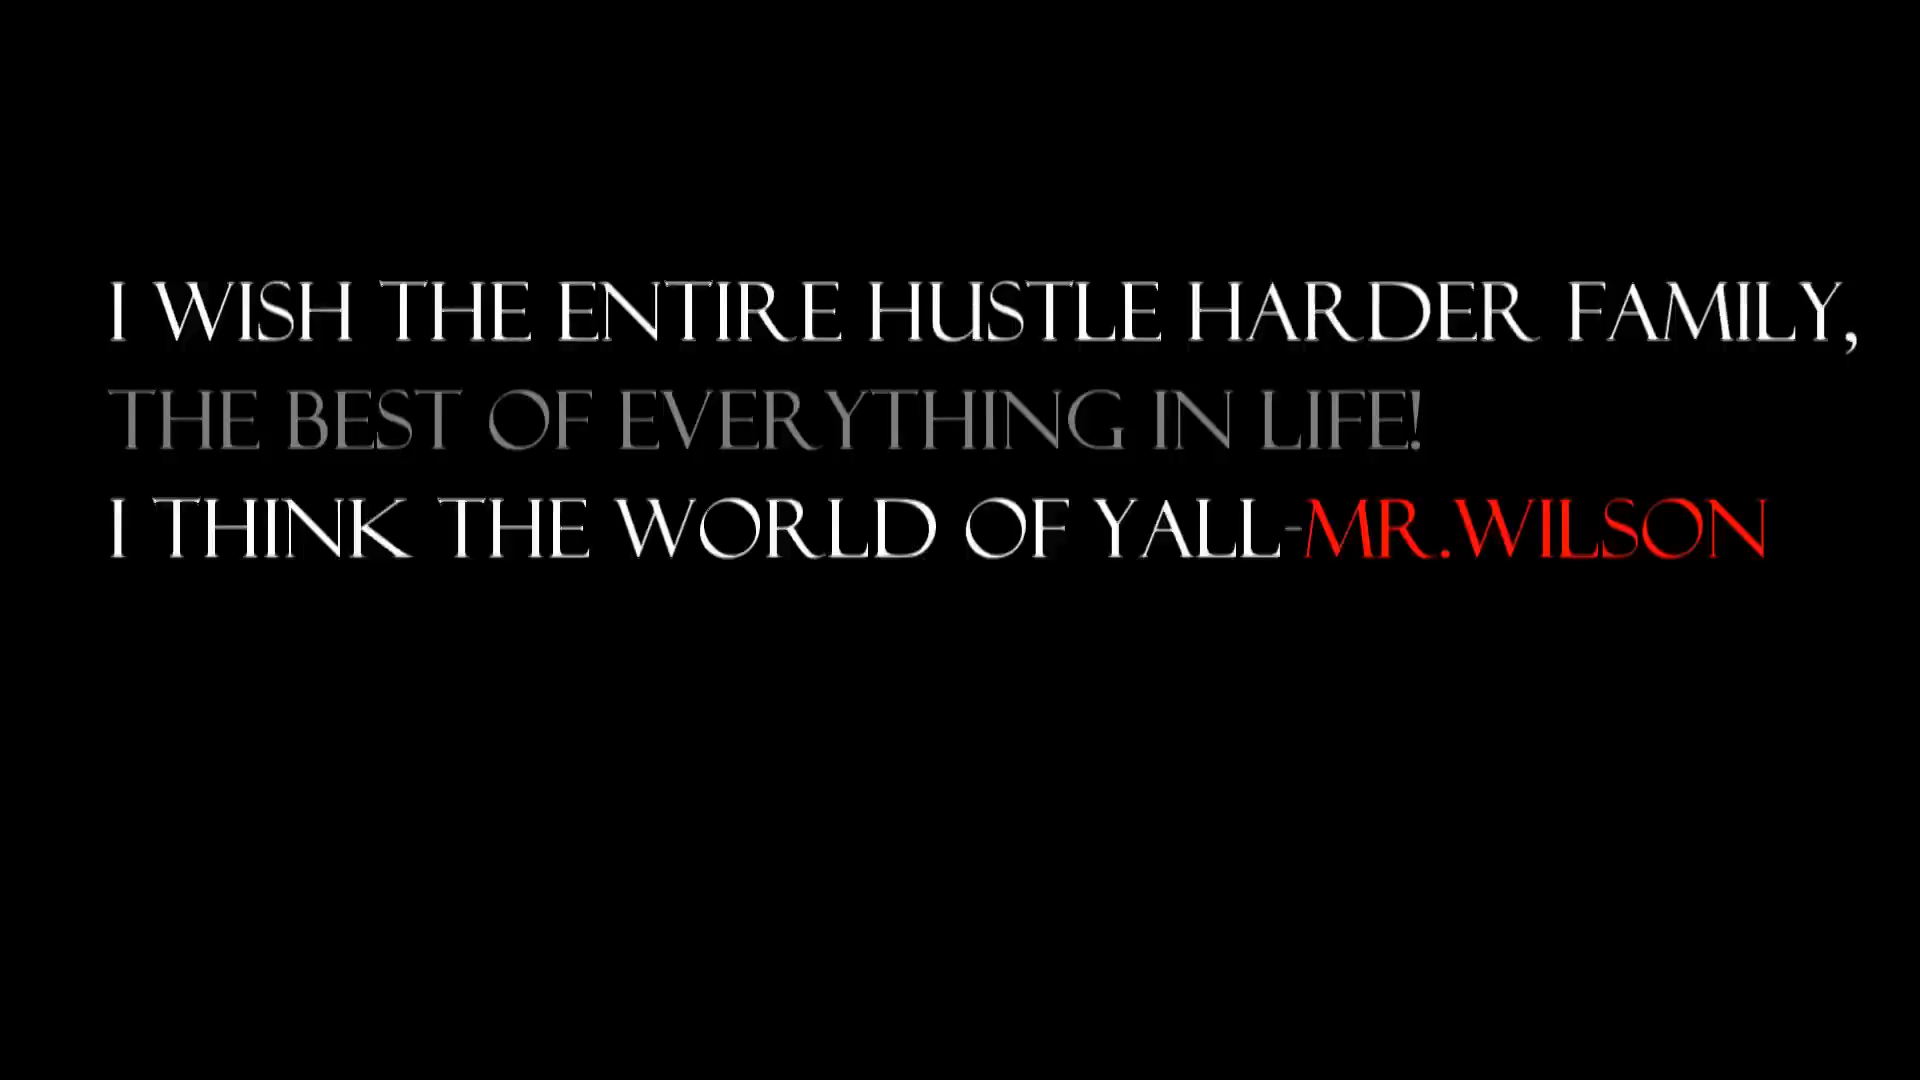 I WISH THE ENTIRE HUSTLE HARDER FAMILY,
THE BEST OF EVERYTHING IN LIFE!
I THINK THE WORLD OF YALL-MR.WILSON